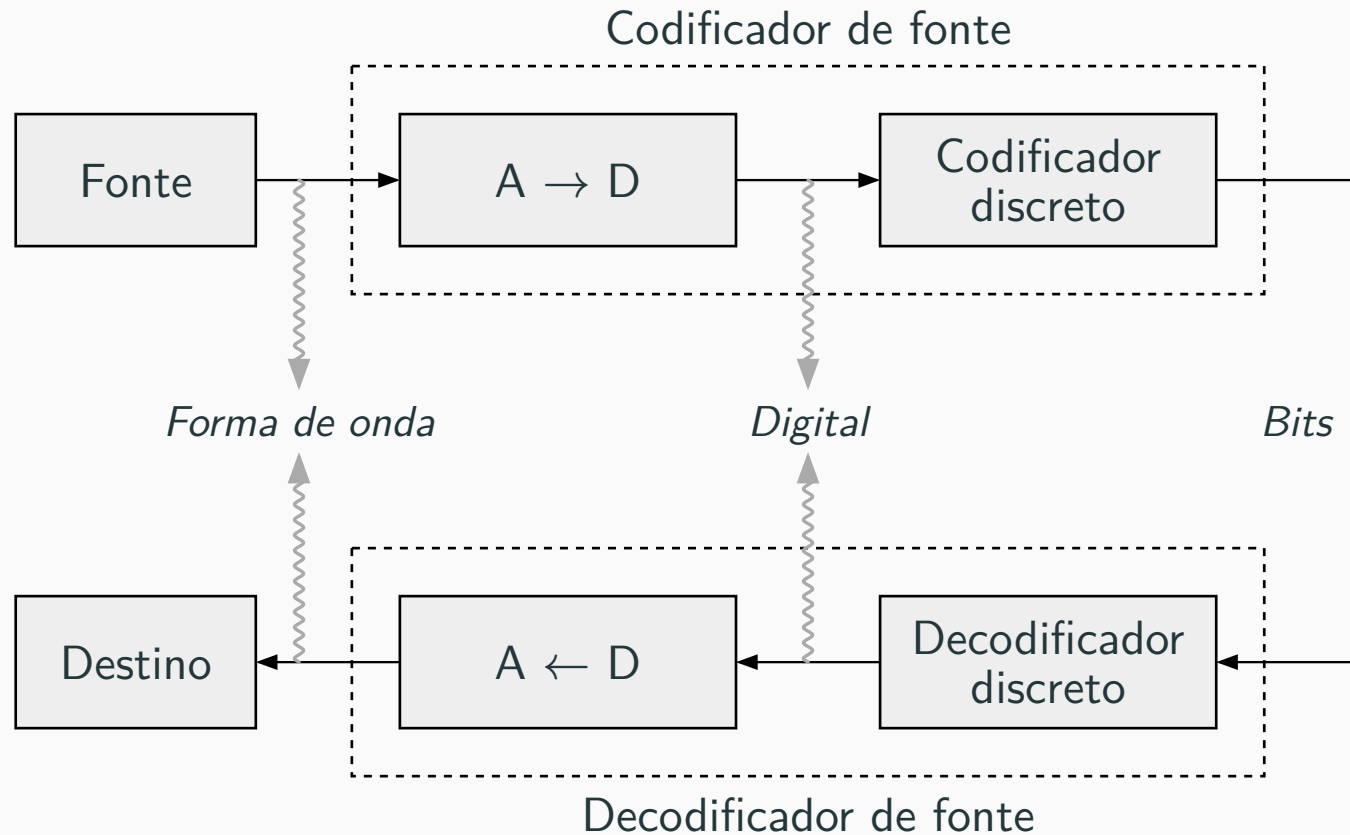 Codificador de fonte
Fonte
A → D
Codificador
discreto
Forma de onda
Digital
Bits
Destino
A ← D
Decodificador
discreto
Decodificador de fonte